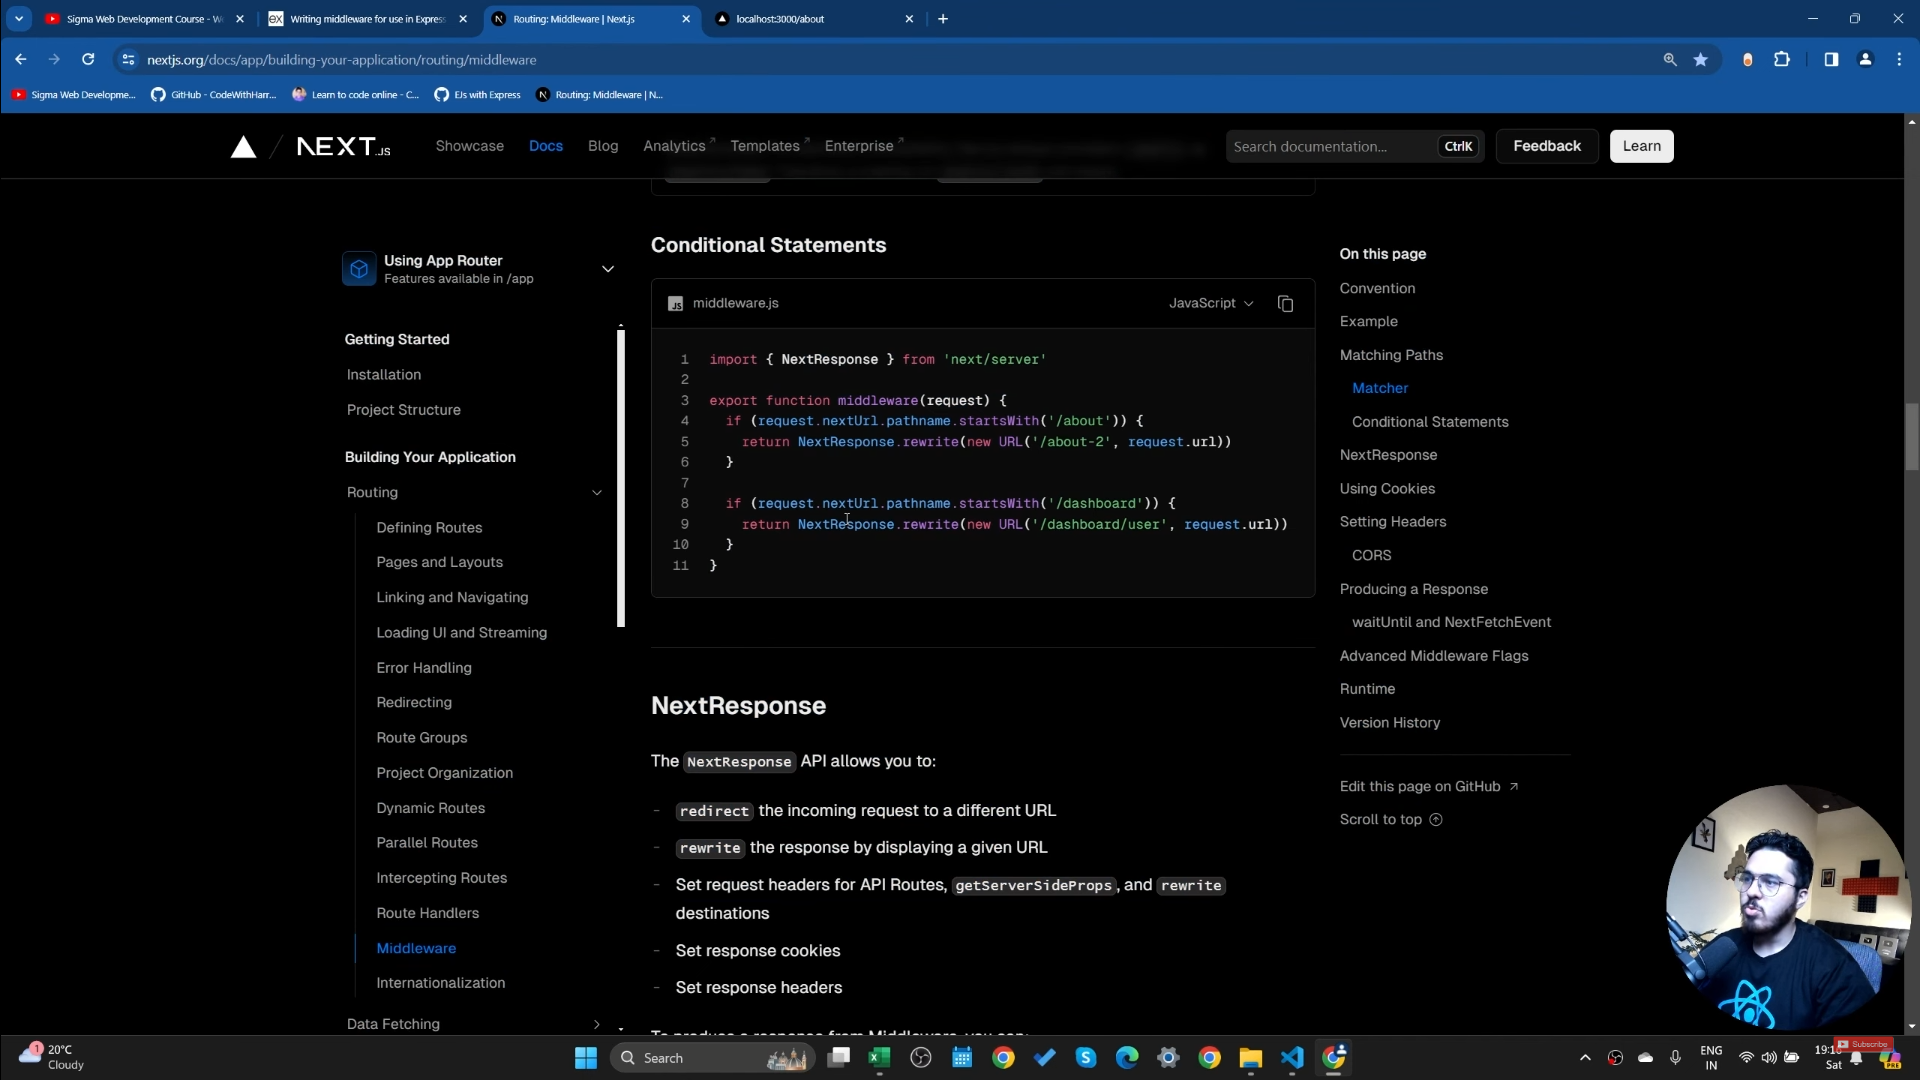 Sigma Web Development Course - W
Writing middleware for use in Express
Routing: Middleware | Next.js
localhost:3000/about
nextjs.org/docs/app/building-your-application/routing/middleware
Sigma Web Developme...
GitHub - CodeWithHarr...
Learn to code online - C...
EJs with Express
Routing: Middleware | N...
NEXT.JS
Showcase
Docs
Blog
Analytics
Templates
Enterprise
Search documentation...
CtrlK
Feedback
Learn
Using App Router
Features available in /app
Getting Started
Installation
Project Structure
Building Your Application
Routing
Defining Routes
Pages and Layouts
Linking and Navigating
Loading UI and Streaming
Error Handling
Redirecting
Route Groups
Project Organization
Dynamic Routes
Parallel Routes
Intercepting Routes
Route Handlers
Middleware
Internationalization
Data Fetching
Conditional Statements
JS middleware.js
JavaScript
1 import { NextResponse } from 'next/server'
2
3 export function middleware(request) {
4 if (request.nextUrl.pathname.startsWith('/about')) {
5 return NextResponse.rewrite(new URL('/about-2', request.url))
6 }
7
8 if (request.nextUrl.pathname.startsWith('/dashboard')) {
9 return NextResponse.rewrite(new URL('/dashboard/user', request.url))
10 }
11 }
NextResponse
The NextResponse API allows you to:
- redirect the incoming request to a different URL
- rewrite the response by displaying a given URL
- Set request headers for API Routes, getServerSideProps, and rewrite
destinations
- Set response cookies
- Set response headers
To produce a response from Middleware, you can:
On this page
Convention
Example
Matching Paths
Matcher
Conditional Statements
NextResponse
Using Cookies
Setting Headers
CORS
Producing a Response
waitUntil and NextFetchEvent
Advanced Middleware Flags
Runtime
Version History
Edit this page on GitHub
Scroll to top
Subscribe
1
20°C
Cloudy
Search
ENG
IN
Sat
PRE